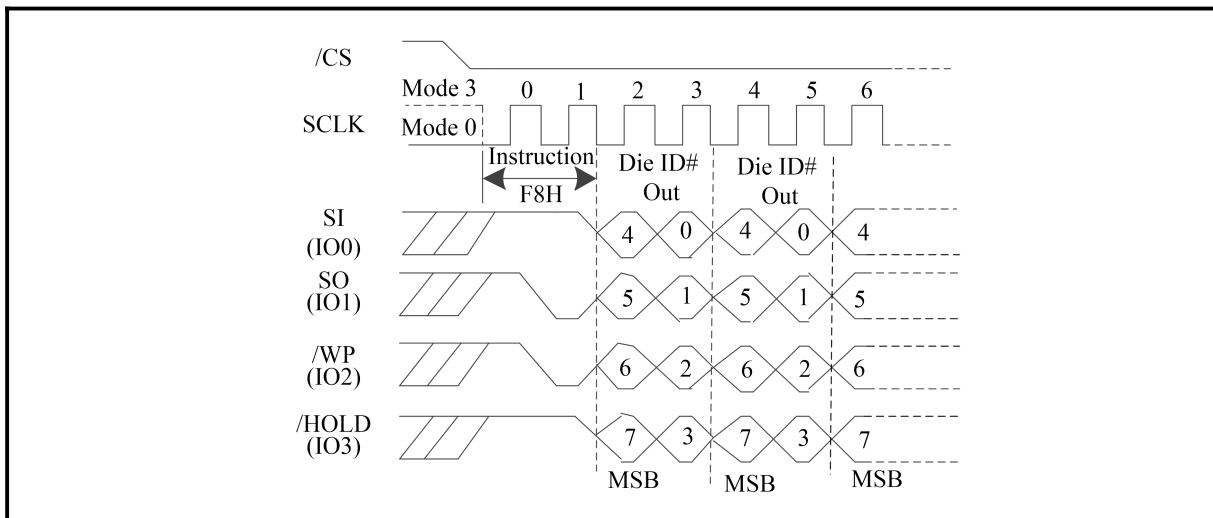 /CS
Mode 3 0 1 2 3 4 5 6
SCLK Mode 0
Instruction Die ID# Out Die ID# Out
F8H
SI (IO0) 4 0 4 0 4
SO (IO1) 5 1 5 1 5
/WP (IO2) 6 2 6 2 6
/HOLD (IO3) 7 3 7 3 7
MSB MSB MSB